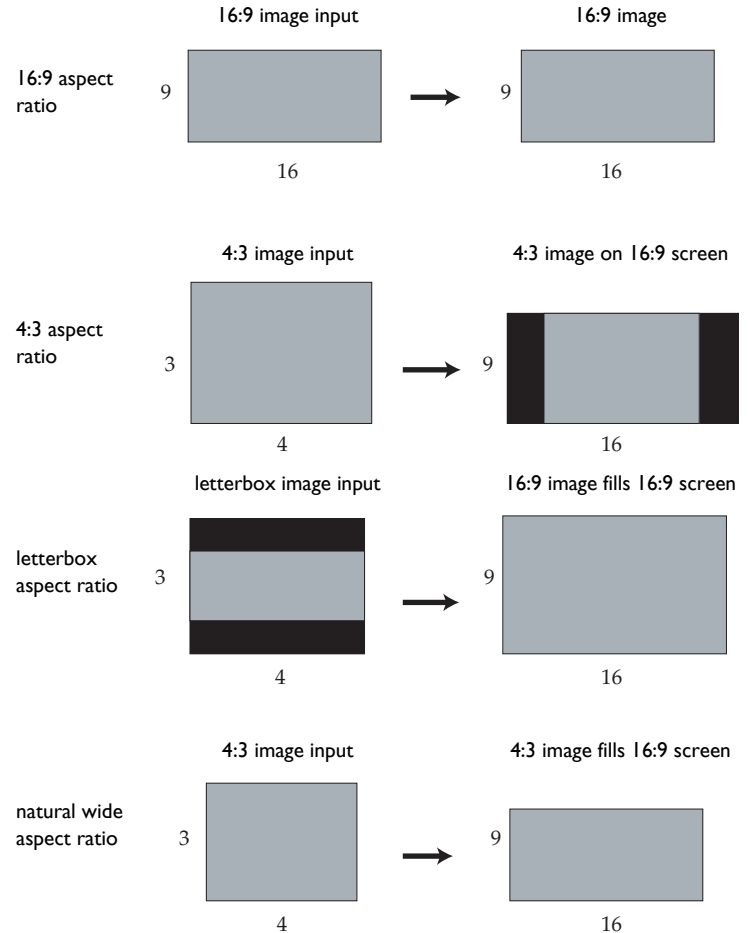 16:9 image input
16:9 image
16:9 aspect
ratio
9
9
16
16
4:3 image input
4:3 image on 16:9 screen
4:3 aspect
ratio
3
9
4
16
letterbox image input
16:9 image fills 16:9 screen
letterbox
aspect ratio
3
9
4
16
4:3 image input
4:3 image fills 16:9 screen
natural wide
aspect ratio
3
9
4
16